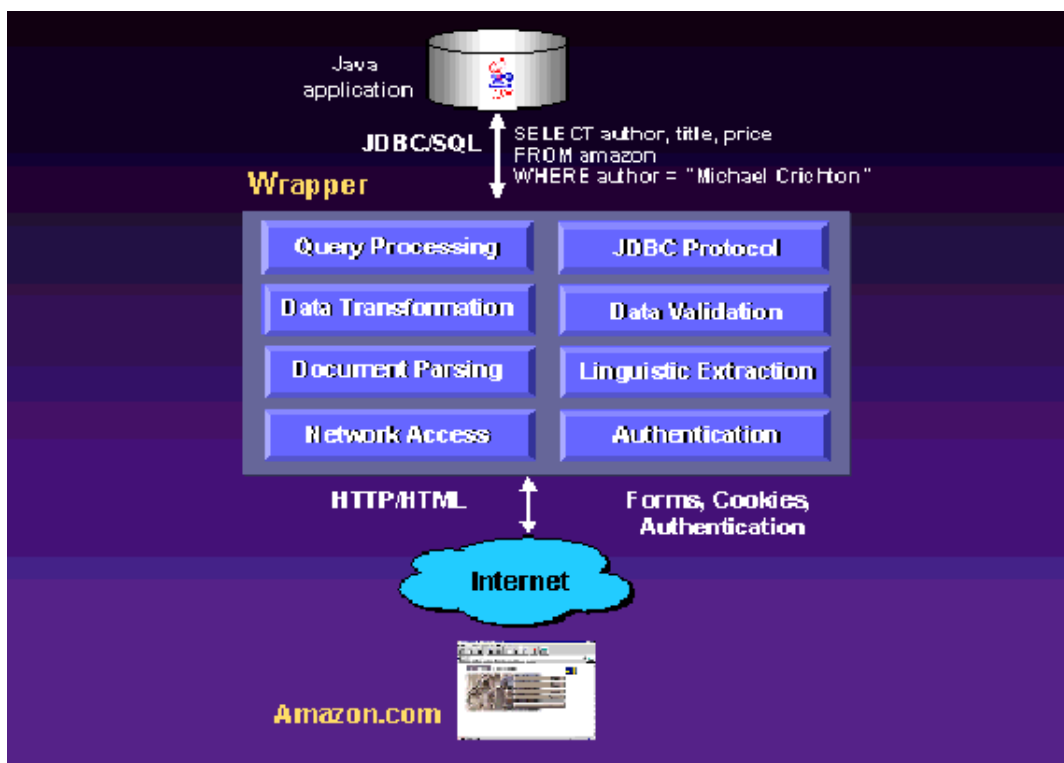 Java
application
JDBC/SQL
SELECT author, title, price
FROM amazon
WHERE author = "Michael Crichton"
Wrapper
Query Processing
JDBC Protocol
Data Transformation
Data Validation
Document Parsing
Linguistic Extraction
Network Access
Authentication
HTTP/HTML
Forms, Cookies,
Authentication
Internet
Amazon.com